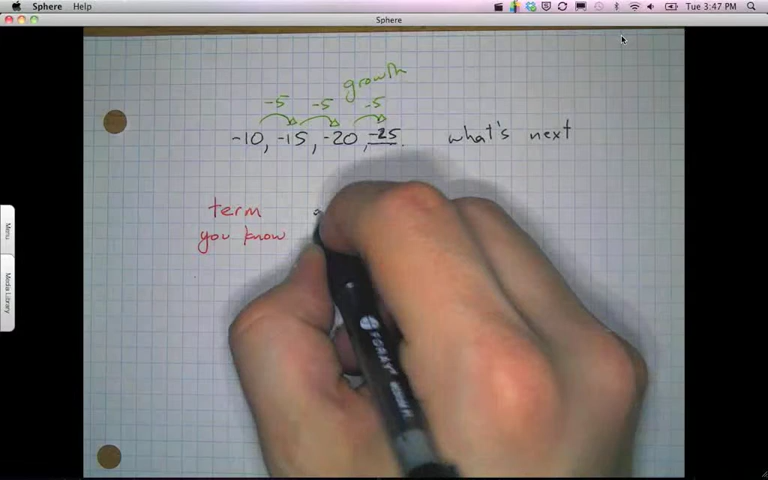 Sphere Help
Tue 3:47 PM
Sphere
growth
-5 -5 -5
-10, -15, -20, -25. what's next
term
you know
Menu
Media Library
FORAY